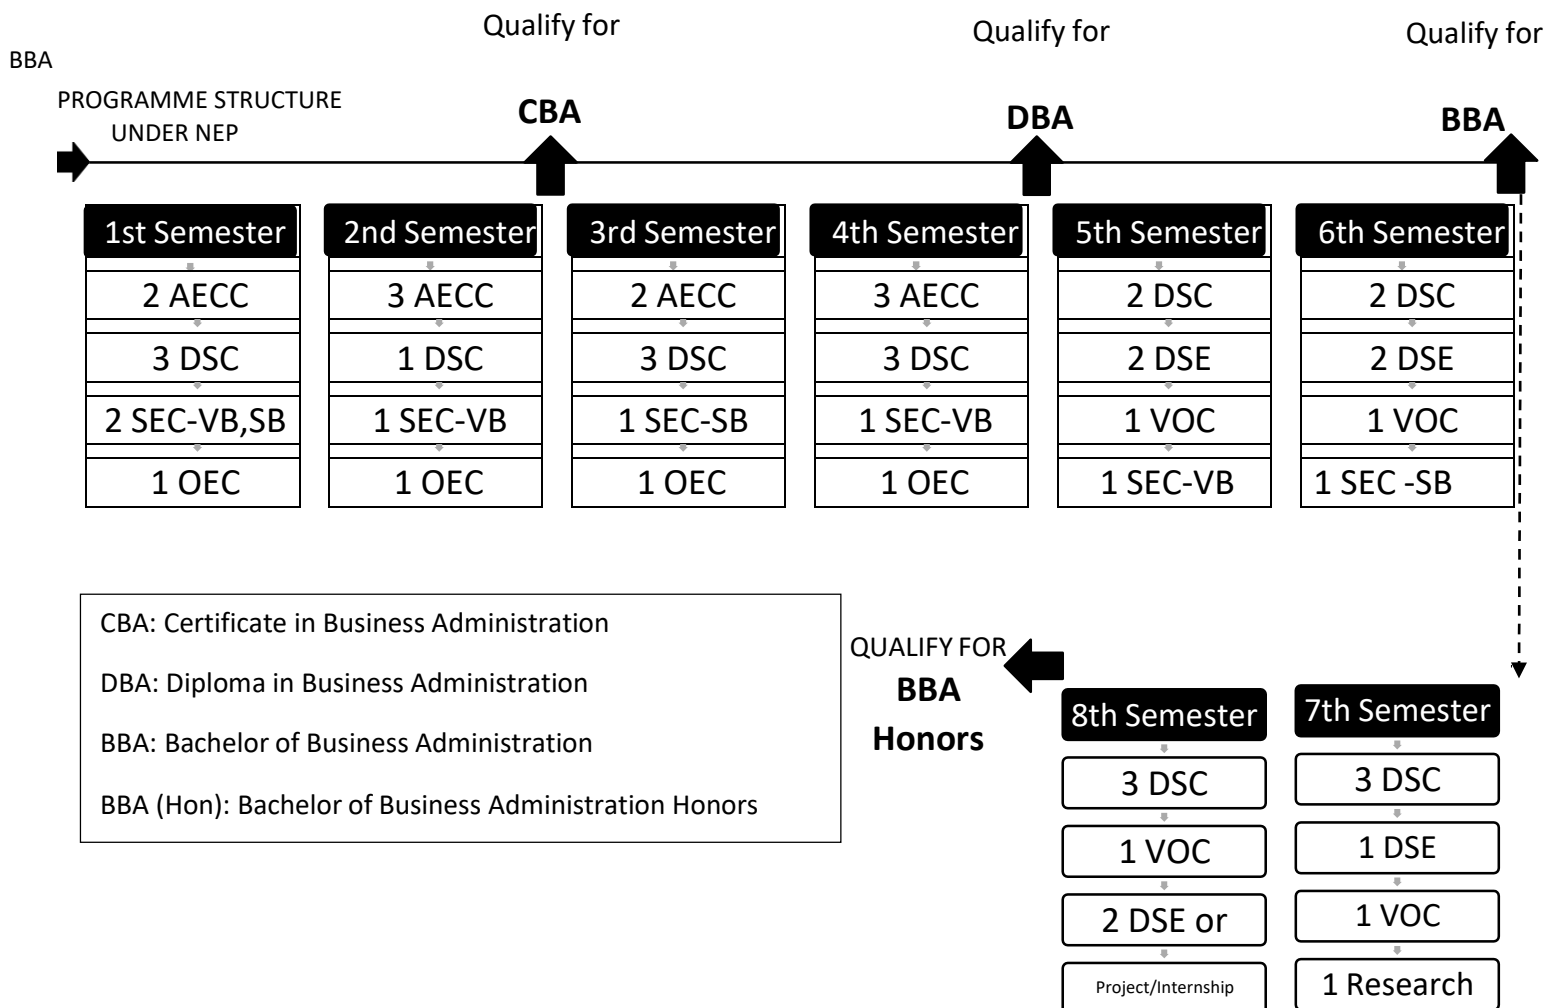 Qualify for
Qualify for
Qualify for
BBA
PROGRAMME STRUCTURE
UNDER NEP
CBA
DBA
BBA
1st Semester
2 AECC
3 DSC
2 SEC-VB,SB
1 OEC
2nd Semester
3 AECC
1 DSC
1 SEC-VB
1 OEC
3rd Semester
2 AECC
3 DSC
1 SEC-SB
1 OEC
4th Semester
3 AECC
3 DSC
1 SEC-VB
1 OEC
5th Semester
2 DSC
2 DSE
1 VOC
1 SEC-VB
6th Semester
2 DSC
2 DSE
1 VOC
1 SEC -SB
CBA: Certificate in Business Administration
DBA: Diploma in Business Administration
BBA: Bachelor of Business Administration
BBA (Hon): Bachelor of Business Administration Honors
QUALIFY FOR
BBA
Honors
8th Semester
3 DSC
1 VOC
2 DSE or
Project/Internship
7th Semester
3 DSC
1 DSE
1 VOC
1 Research